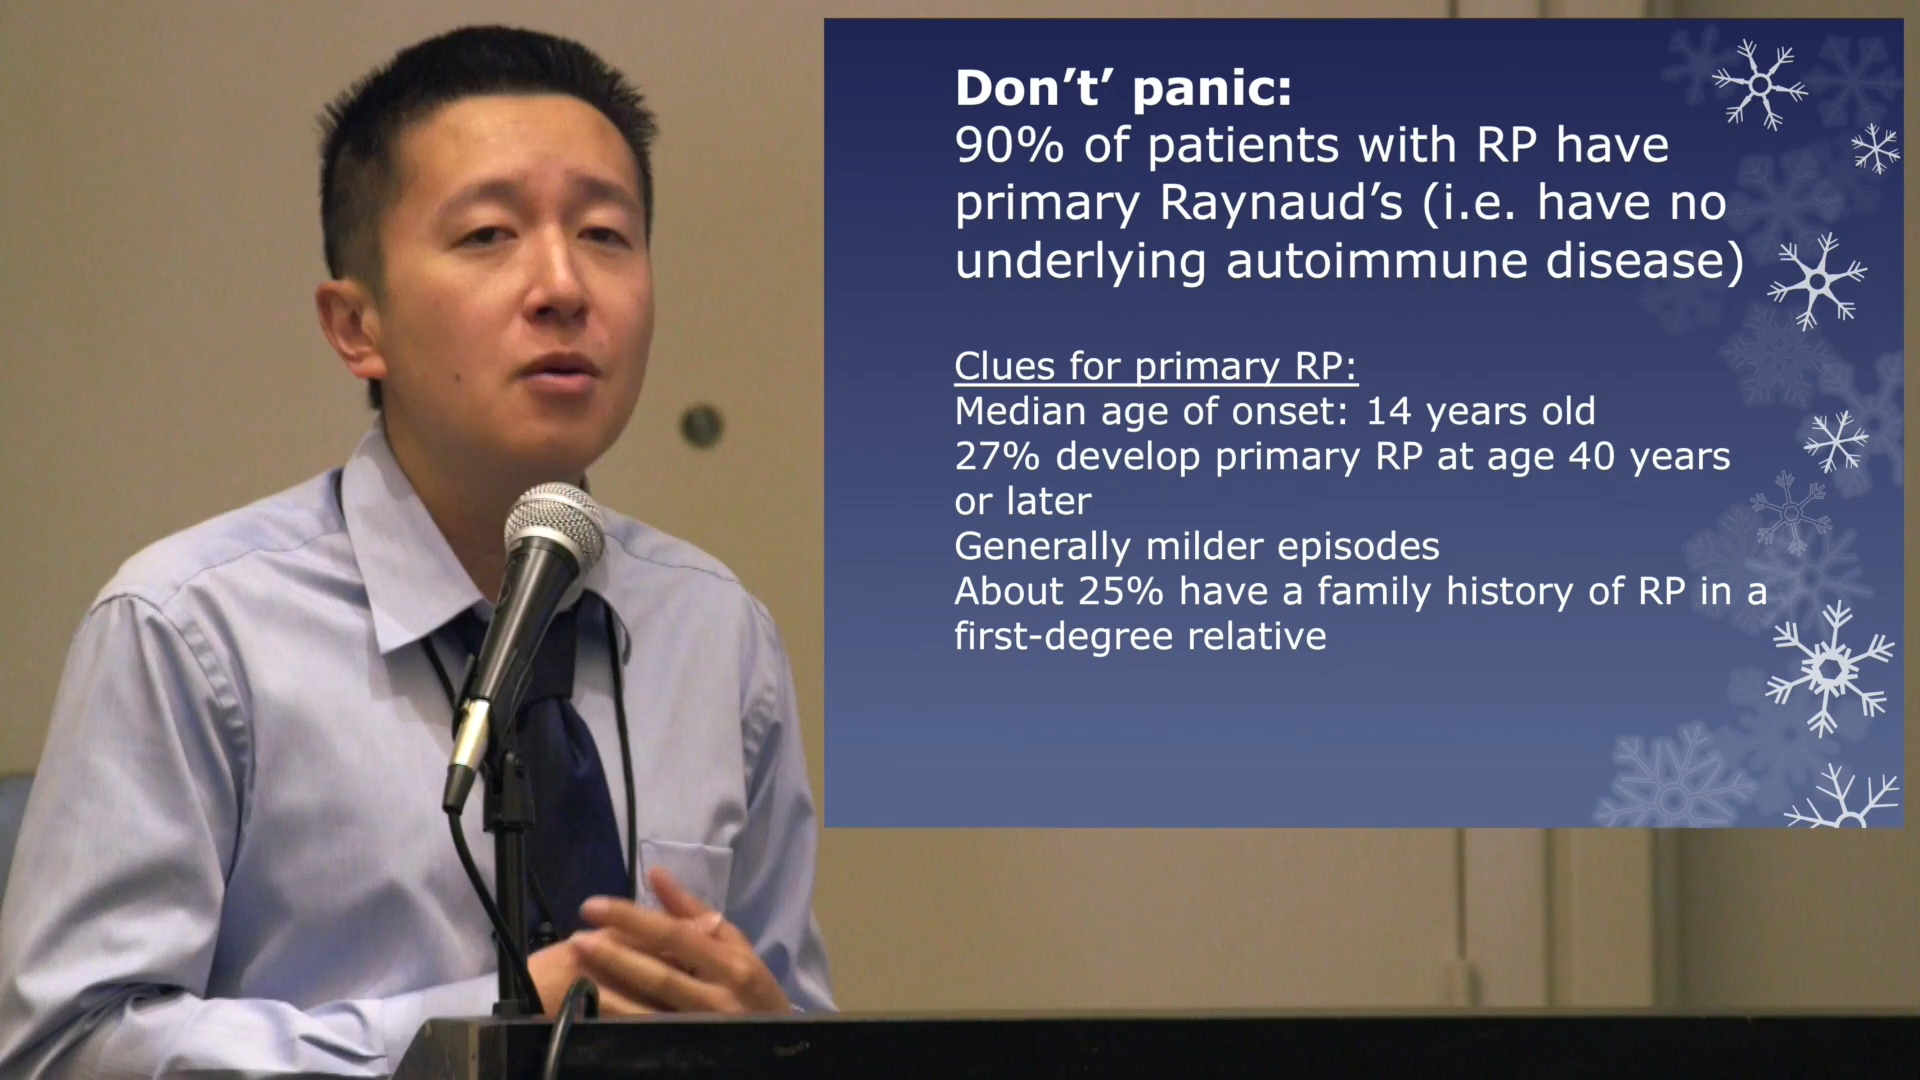 Don’t’ panic:
90% of patients with RP have
primary Raynaud’s (i.e. have no
underlying autoimmune disease)
Clues for primary RP:
Median age of onset: 14 years old
27% develop primary RP at age 40 years
or later
Generally milder episodes
About 25% have a family history of RP in a
first-degree relative